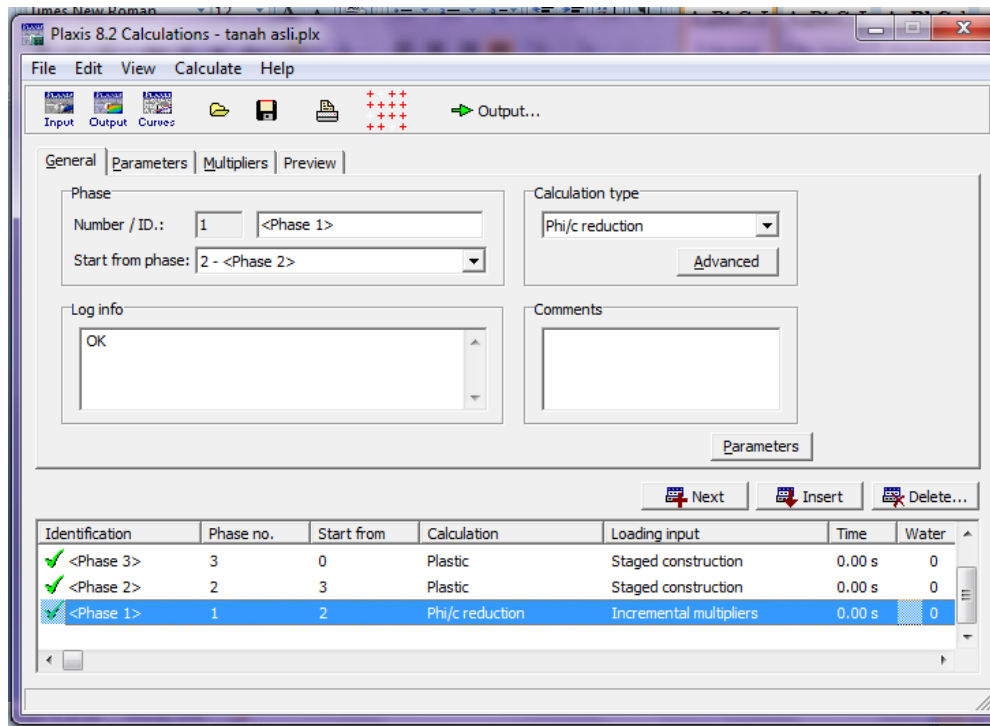 Times New Roman 12
Plaxis 8.2 Calculations - tanah asli.plx
File Edit View Calculate Help
Input Output Curves Output...
General Parameters Multipliers Preview
Phase
Number / ID.: 1 <Phase 1>
Start from phase: 2 - <Phase 2>
Calculation type
Phi/c reduction
Advanced
Log info
OK
Comments
Parameters
Next Insert Delete...
Identification Phase no. Start from Calculation Loading input Time Water
<Phase 3> 3 0 Plastic Staged construction 0.00 s 0
<Phase 2> 2 3 Plastic Staged construction 0.00 s 0
<Phase 1> 1 2 Phi/c reduction Incremental multipliers 0.00 s 0